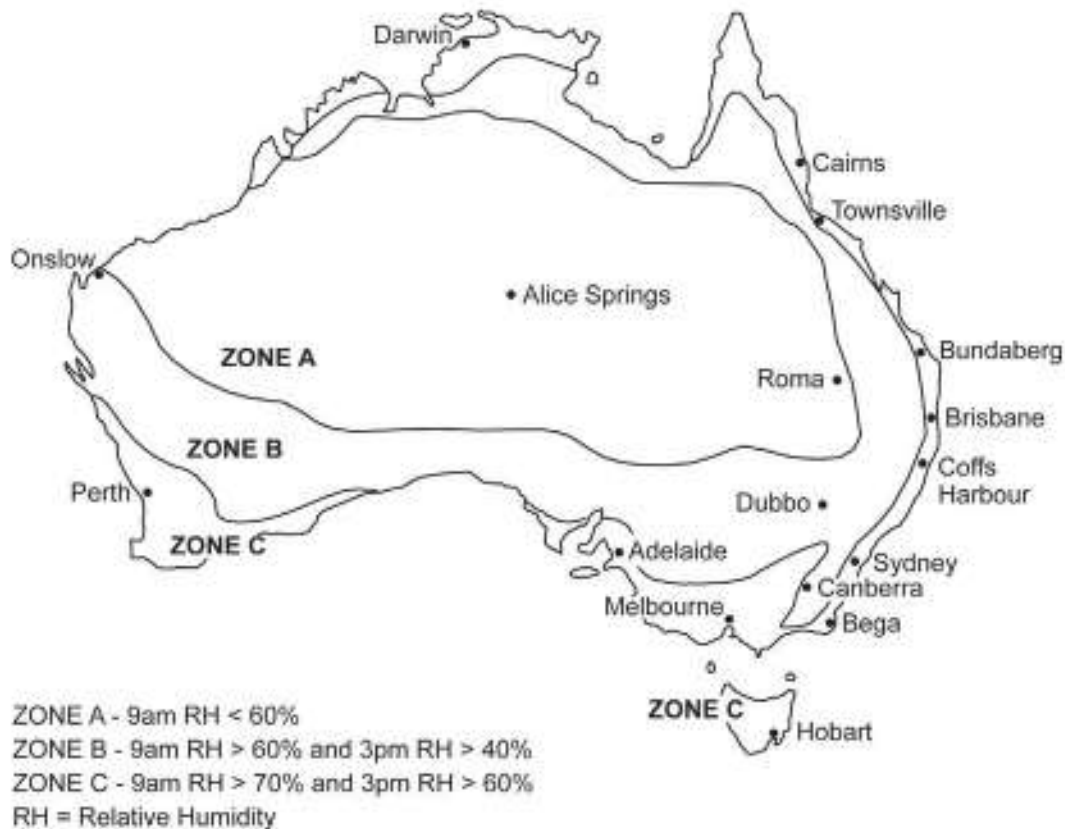 Darwin
Cairns
Townsville
Onslow
Alice Springs
ZONE A
Bundaberg
Roma
Brisbane
ZONE B
Coffs
Harbour
Perth
Dubbo
ZONE C
Adelaide
Sydney
Canberra
Melbourne
Bega
ZONE C
Hobart
ZONE A - 9am RH < 60%
ZONE B - 9am RH > 60% and 3pm RH > 40%
ZONE C - 9am RH > 70% and 3pm RH > 60%
RH = Relative Humidity